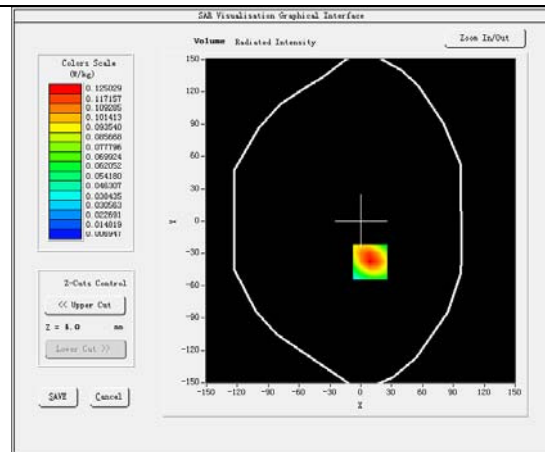 SAR Visualisation Graphical Interface
Volume Radiated Intensity
Zoom In/Out
Colors Scale
(W/kg)
0.125029
0.117157
0.109285
0.101413
0.093540
0.085668
0.077796
0.069924
0.062052
0.054180
0.046307
0.038435
0.030563
0.022691
0.014819
0.006947
Z-Cuts Control
<< Upper Cut
Z = 4.0 mm
Lower Cut >>
SAVE Cancel
150
120
90
60
30
0
-30
-60
-90
-120
-150
Y
-150 -120 -90 -60 -30 0 30 60 90 120 150
X